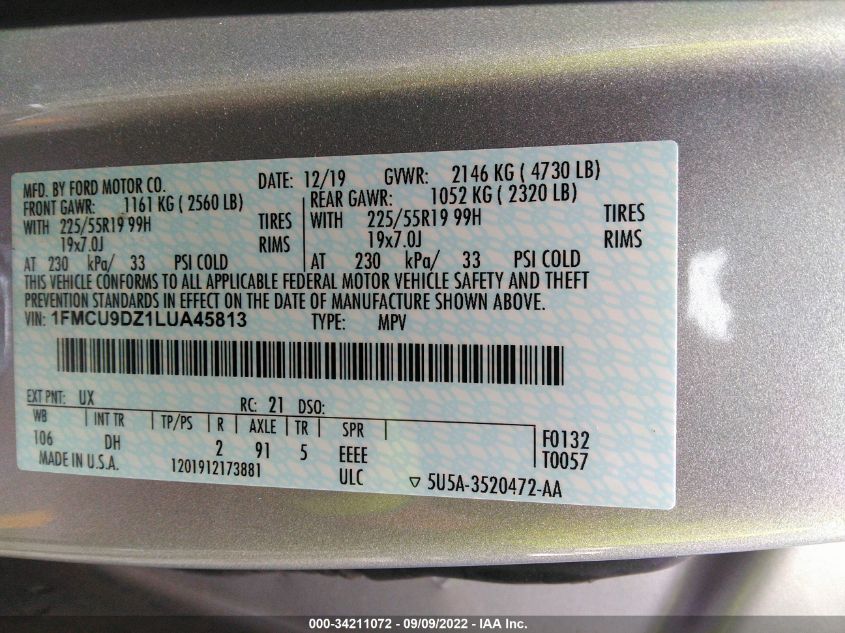 MFD. BY FORD MOTOR CO.
DATE: 12/19 GVWR: 2146 KG ( 4730 LB)
FRONT GAWR: 1161 KG ( 2560 LB) REAR GAWR: 1052 KG ( 2320 LB)
WITH 225/55R19 99H TIRES WITH 225/55R19 99H TIRES
19x7.0J RIMS 19x7.0J RIMS
AT 230 kPa/ 33 PSI COLD AT 230 kPa/ 33 PSI COLD
THIS VEHICLE CONFORMS TO ALL APPLICABLE FEDERAL MOTOR VEHICLE SAFETY AND THEFT
PREVENTION STANDARDS IN EFFECT ON THE DATE OF MANUFACTURE SHOWN ABOVE.
VIN: 1FMCU9DZ1LUA45813 TYPE: MPV
EXT PNT: UX RC: 21 DSO:
WB INT TR TP/PS R AXLE TR SPR
106 DH 2 91 5 EEEE F0132
MADE IN U.S.A. 1201912173881 ULC T0057
▽ 5U5A-3520472-AA
000-34211072 - 09/09/2022 - IAA Inc.